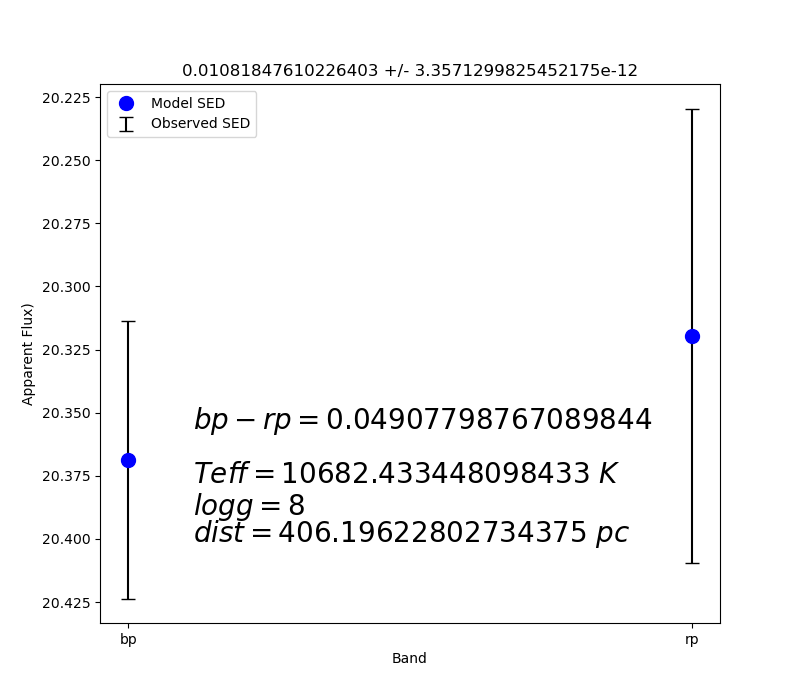 0.01081847610226403 +/- 3.3571299825452175e-12
Model SED
Observed SED
20.225
20.250
20.275
20.300
20.325
20.350
20.375
20.400
20.425
Apparent Flux)
bp − rp = 0.04907798767089844
Teff = 10682.433448098433 K
logg = 8
dist = 406.19622802734375 pc
bp
rp
Band